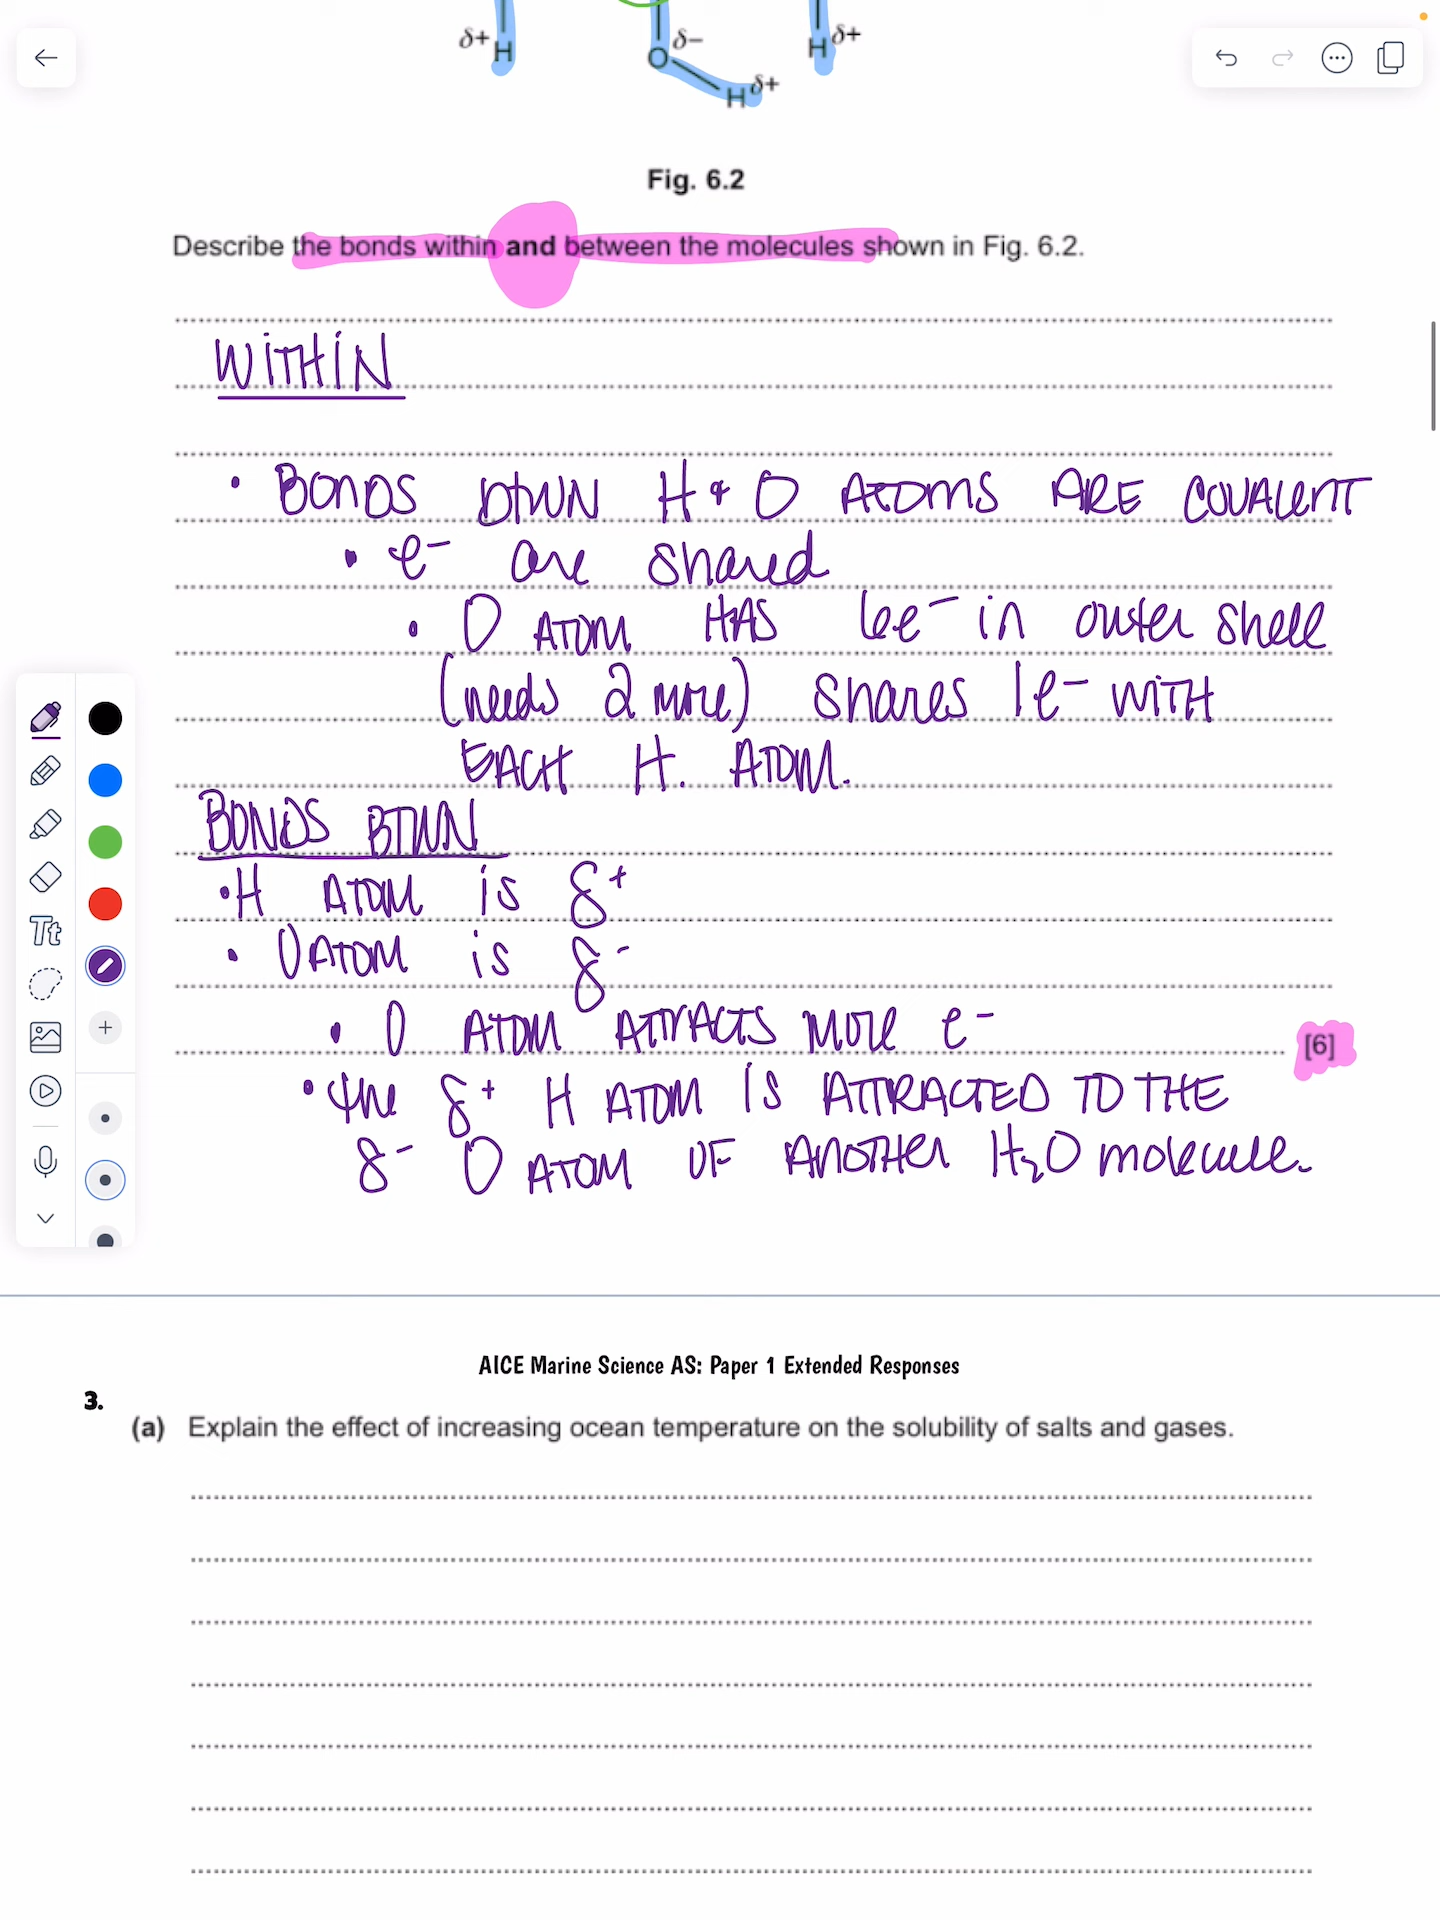 δ+ H
O δ–
H δ+
H δ+
Fig. 6.2
Describe the bonds within and between the molecules shown in Fig. 6.2.
WITHIN
• BONDS BTWN H & O ATOMS ARE COVALENT
• e⁻ are shared
• O ATOM HAS 6e⁻ in outer shell
(needs 2 more) shares 1e⁻ WITH
EACH H. ATOM.
BONDS BTWN
• H ATOM is δ⁺
• O ATOM is δ⁻
• O ATOM ATTRACTS MORE e⁻
[6]
• the δ⁺ H ATOM IS ATTRACTED TO THE
δ⁻ O ATOM OF ANOTHER H₂O molecule.
Tt
AICE Marine Science AS: Paper 1 Extended Responses
3.
(a) Explain the effect of increasing ocean temperature on the solubility of salts and gases.